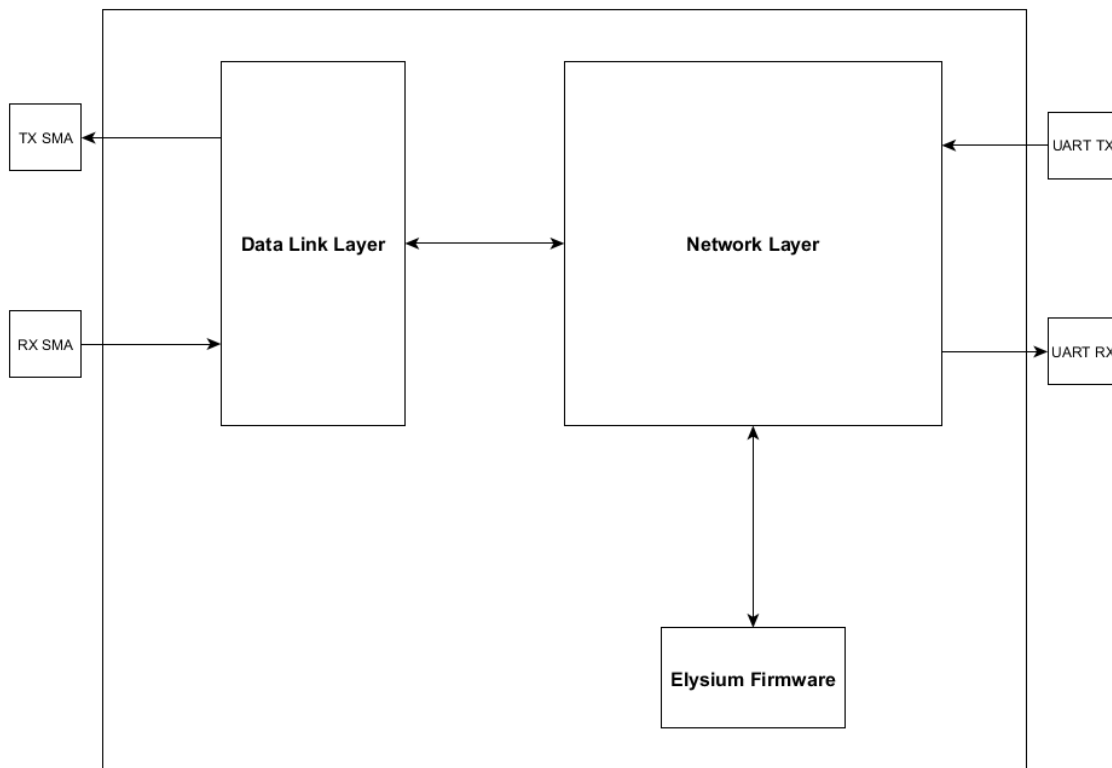 TX SMA
RX SMA
Data Link Layer
Network Layer
UART TX
UART RX
Elysium Firmware